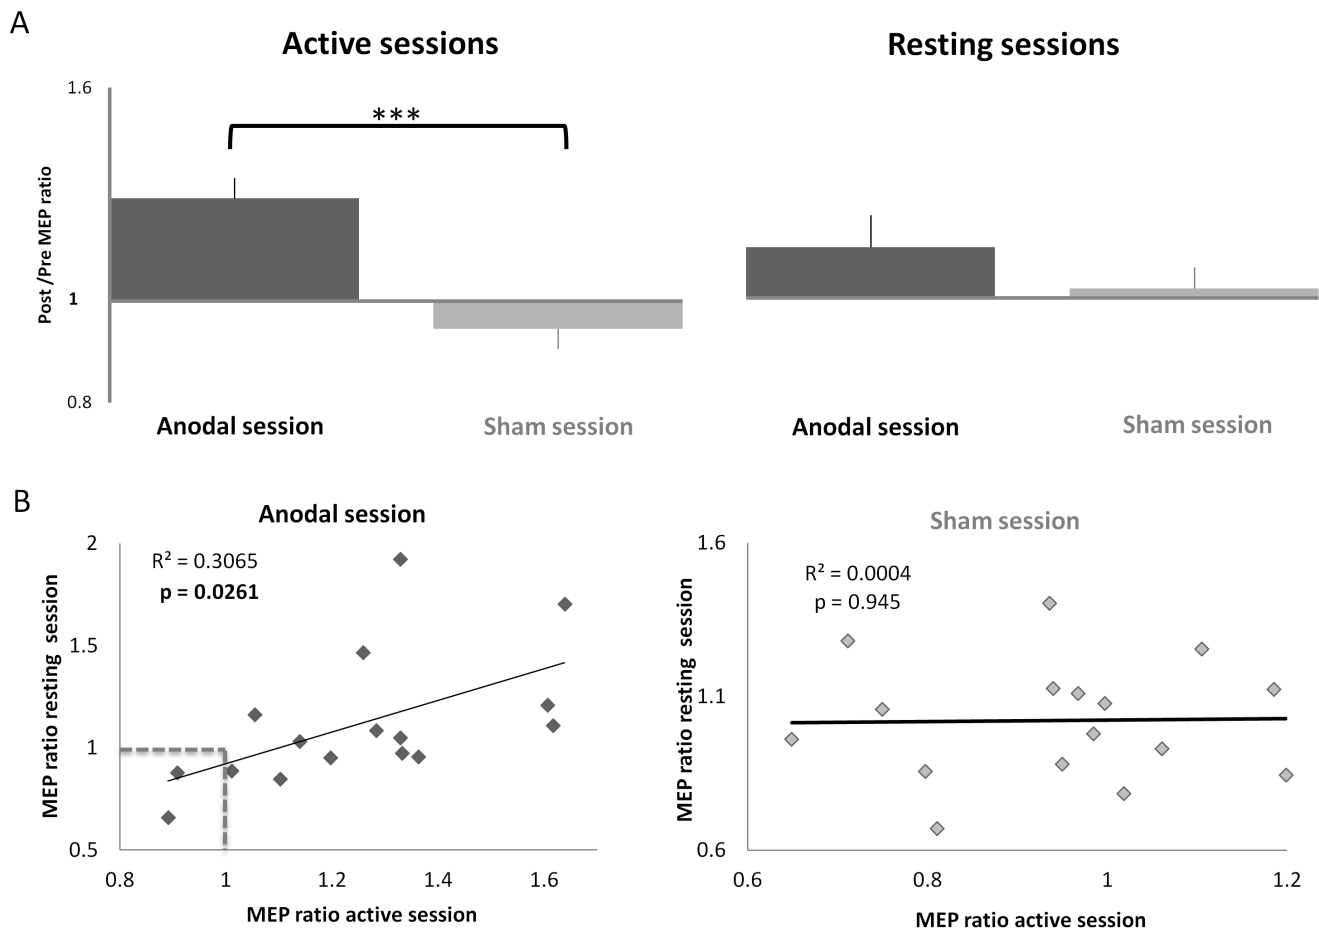 A
Active sessions
Resting sessions
1.6
***
Post /Pre MEP ratio
1
0.8
Anodal session
Sham session
Anodal session
Sham session
B
Anodal session
2
R² = 0.3065
p = 0.0261
MEP ratio resting session
1.5
1
0.5
0.8
1
1.2
1.4
1.6
MEP ratio active session
Sham session
1.6
R² = 0.0004
p = 0.945
MEP ratio resting session
1.1
0.6
0.6
0.8
1
1.2
MEP ratio active session